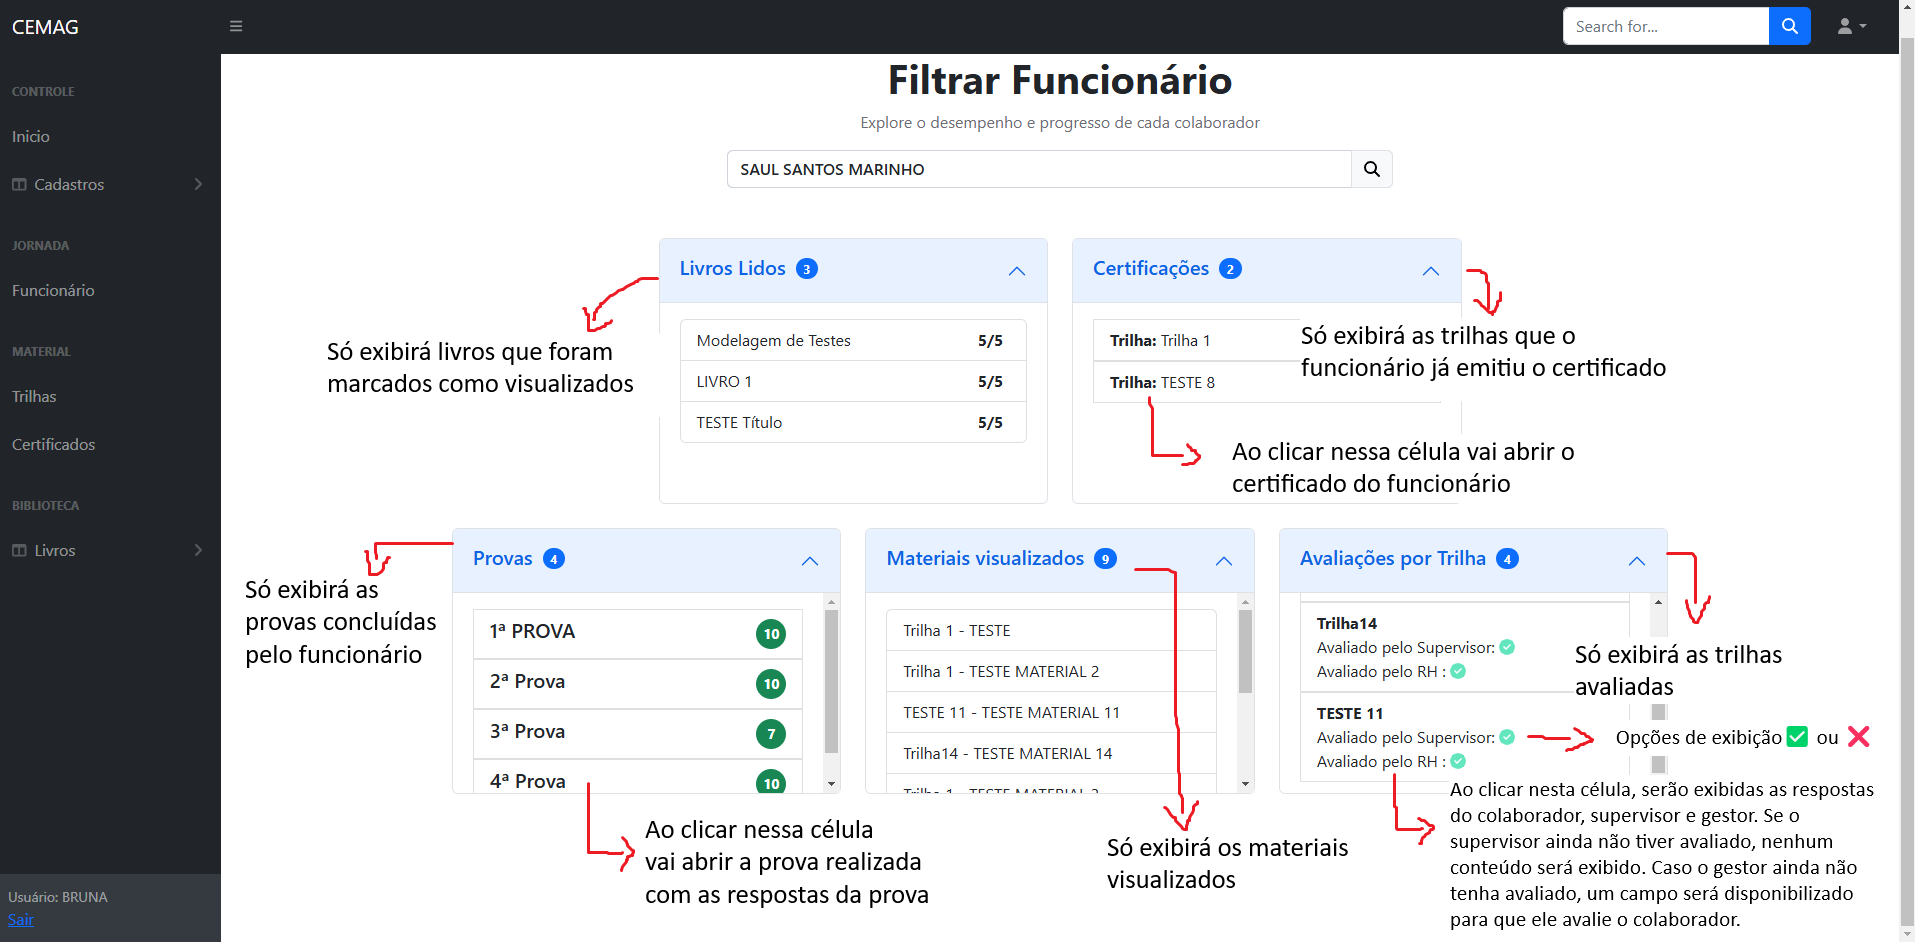 CEMAG
Search for...
CONTROLE
Inicio
Cadastros
JORNADA
Funcionário
MATERIAL
Trilhas
Certificados
BIBLIOTECA
Livros
Usuário: BRUNA
Sair
Filtrar Funcionário
Explore o desempenho e progresso de cada colaborador
SAUL SANTOS MARINHO
Livros Lidos 3
Modelagem de Testes 5/5
LIVRO 1 5/5
TESTE Título 5/5
Só exibirá livros que foram
marcados como visualizados
Certificações 2
Trilha: Trilha 1
Trilha: TESTE 8
Só exibirá as trilhas que o
funcionário já emitiu o certificado
Ao clicar nessa célula vai abrir o
certificado do funcionário
Provas 4
1ª PROVA 10
2ª Prova 10
3ª Prova 7
4ª Prova 10
Só exibirá as
provas concluídas
pelo funcionário
Ao clicar nessa célula
vai abrir a prova realizada
com as respostas da prova
Materiais visualizados 9
Trilha 1 - TESTE
Trilha 1 - TESTE MATERIAL 2
TESTE 11 - TESTE MATERIAL 11
Trilha14 - TESTE MATERIAL 14
Trilha 1 - TESTE MATERIAL 3
Só exibirá os materiais
visualizados
Avaliações por Trilha 4
Trilha14
Avaliado pelo Supervisor:
Avaliado pelo RH :
TESTE 11
Avaliado pelo Supervisor:
Avaliado pelo RH :
Só exibirá as trilhas
avaliadas
Opções de exibição ✅ ou ❌
Ao clicar nesta célula, serão exibidas as respostas
do colaborador, supervisor e gestor. Se o
supervisor ainda não tiver avaliado, nenhum
conteúdo será exibido. Caso o gestor ainda não
tenha avaliado, um campo será disponibilizado
para que ele avalie o colaborador.